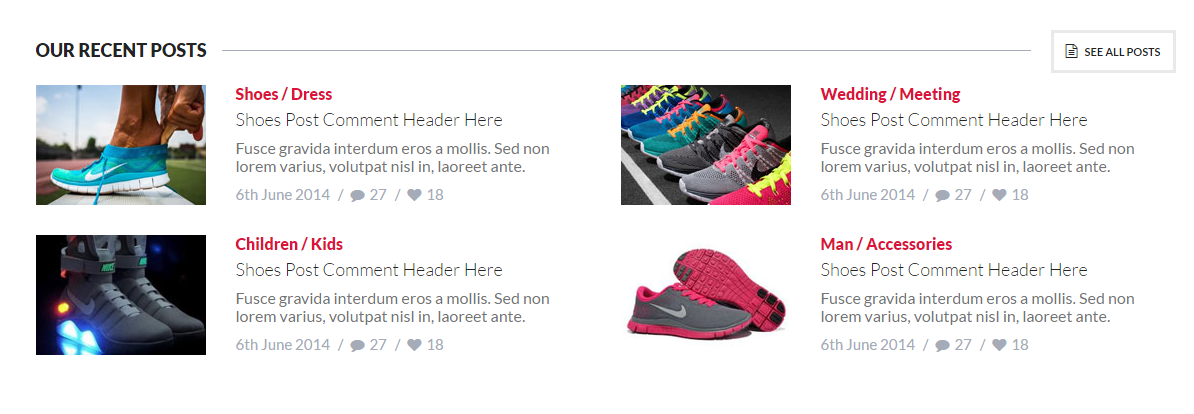 OUR RECENT POSTS
SEE ALL POSTS
Shoes / Dress
Shoes Post Comment Header Here
Fusce gravida interdum eros a mollis. Sed non
lorem varius, volutpat nisl in, laoreet ante.
6th June 2014 / 27 / 18
Wedding / Meeting
Shoes Post Comment Header Here
Fusce gravida interdum eros a mollis. Sed non
lorem varius, volutpat nisl in, laoreet ante.
6th June 2014 / 27 / 18
Children / Kids
Shoes Post Comment Header Here
Fusce gravida interdum eros a mollis. Sed non
lorem varius, volutpat nisl in, laoreet ante.
6th June 2014 / 27 / 18
Man / Accessories
Shoes Post Comment Header Here
Fusce gravida interdum eros a mollis. Sed non
lorem varius, volutpat nisl in, laoreet ante.
6th June 2014 / 27 / 18